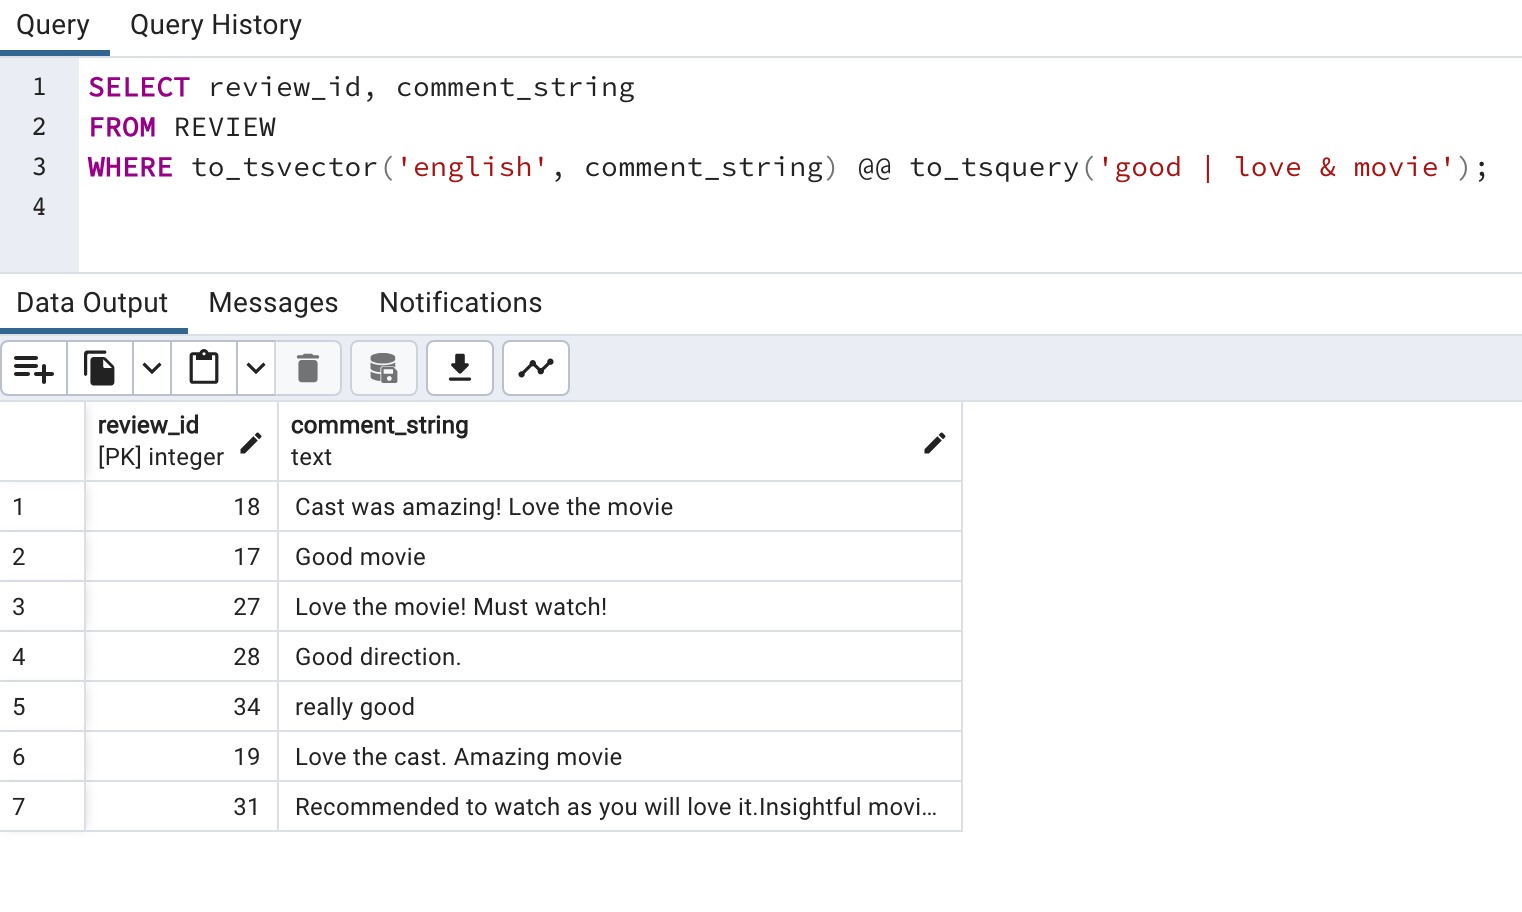 Query Query History
1 SELECT review_id, comment_string
2 FROM REVIEW
3 WHERE to_tsvector('english', comment_string) @@ to_tsquery('good | love & movie');
4
Data Output Messages Notifications
review_id comment_string
[PK] integer text
1 18 Cast was amazing! Love the movie
2 17 Good movie
3 27 Love the movie! Must watch!
4 28 Good direction.
5 34 really good
6 19 Love the cast. Amazing movie
7 31 Recommended to watch as you will love it.Insightful movi...